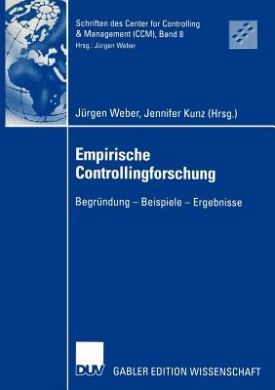 Schriften des Center for Controlling
& Management (CCM), Band 8
Hrsg.: Jürgen Weber
Jürgen Weber, Jennifer Kunz (Hrsg.)
Empirische
Controllingforschung
Begründung – Beispiele – Ergebnisse
DUV
GABLER EDITION WISSENSCHAFT